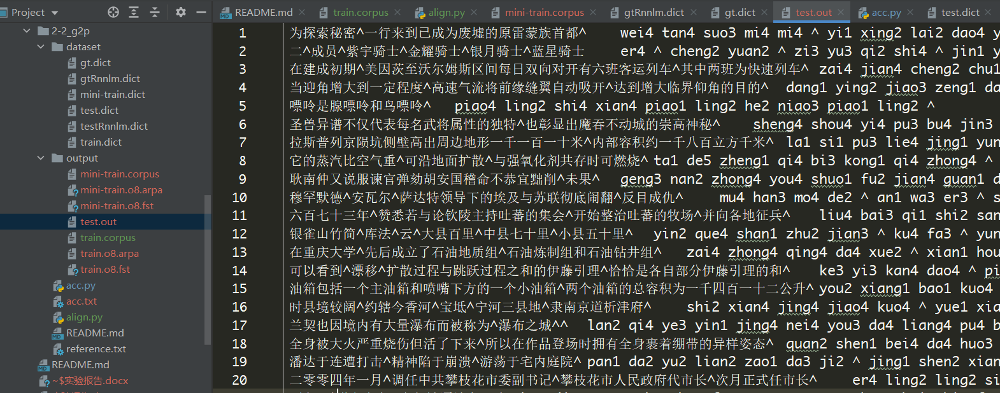 Project
README.md
train.corpus
align.py
mini-train.corpus
gtRnnlm.dict
gt.dict
test.out
acc.py
test.dict
2-2_g2p
dataset
gt.dict
gtRnnlm.dict
mini-train.dict
test.dict
testRnnlm.dict
train.dict
output
mini-train.corpus
mini-train.o8.arpa
mini-train.o8.fst
test.out
train.corpus
train.o8.arpa
train.o8.fst
acc.py
acc.txt
align.py
README.md
reference.txt
README.md
~$实验报告.docx
1 为探索秘密^一行来到已成为废墟的原雷蒙族首都^ wei4 tan4 suo3 mi4 mi4 ^ yi1 xing2 lai2 dao4 y
2 二^成员^紫宇骑士^金耀骑士^银月骑士^蓝星骑士 er4 ^ cheng2 yuan2 ^ zi3 yu3 qi2 shi4 ^ jin1 y
3 在建成初期^美因茨至沃尔姆斯区间每日双向对开有六班客运列车^其中两班为快速列车^ zai4 jian4 cheng2 chu1
4 当迎角增大到一定程度^高速气流将前缘缝翼自动吸开^达到增大临界仰角的目的^ dang1 ying2 jiao3 zeng1 da
5 嘌呤是腺嘌呤和鸟嘌呤^ piao4 ling2 shi4 xian4 piao1 ling2 he2 niao3 piao1 ling2 ^
6 圣兽异谱不仅代表每名武将属性的独特^也彰显出魔吞不动城的崇高神秘^ sheng4 shou4 yi4 pu3 bu4 jin3
7 拉斯普列京陨坑侧壁高出周边地形一千一百一十米^内部容积约一千八百立方千米^ la1 si1 pu3 lie4 jing1 yun
8 它的蒸汽比空气重^可沿地面扩散^与强氧化剂共存时可燃烧^ ta1 de5 zheng1 qi4 bi3 kong1 qi4 zhong4 ^
9 耿南仲又说服谏官弹劾胡安国稽命不恭宜黜削^未果^ geng3 nan2 zhong4 you4 shuo1 fu2 jian4 guan1 d
10 穆罕默德^安瓦尔^萨达特领导下的埃及与苏联彻底闹翻^反目成仇^ mu4 han3 mo4 de2 ^ an1 wa3 er3 ^ s
11 六百七十三年^赞悉若与论钦陵主持吐蕃的集会^开始整治吐蕃的牧场^并向各地征兵^ liu4 bai3 qi1 shi2 san
12 银雀山竹简^库法^云^大县百里^中县七十里^小县五十里^ yin2 que4 shan1 zhu2 jian3 ^ ku4 fa3 ^ yun
13 在重庆大学^先后成立了石油地质组^石油炼制组和石油钻井组^ zai4 zhong4 qing4 da4 xue2 ^ xian1 hou
14 可以看到^漂移^扩散过程与跳跃过程之和的伊藤引理^恰恰是各自部分伊藤引理的和^ ke3 yi3 kan4 dao4 ^ pi
15 油箱包括一个主油箱和喷嘴下方的一个小油箱^两个油箱的总容积为一千四百一十二公升^ you2 xiang1 bao1 kuo4
16 时县境较阔^约辖今香河^宝坻^宁河三县地^隶南京道析津府^ shi2 xian4 jing4 jiao4 kuo4 ^ yue1 xia
17 兰契也因境内有大量瀑布而被称为^瀑布之城^^ lan2 qi4 ye3 yin1 jing4 nei4 you3 da4 liang4 pu4 b
18 全身被大火严重烧伤但活了下来^所以在作品登场时拥有全身裹着绷带的异样姿态^ quan2 shen1 bei4 da4 huo3
19 潘达于连遭打击^精神陷于崩溃^游荡于宅内庭院^ pan1 da2 yu2 lian2 zao1 da3 ji2 ^ jing1 shen2 xian
20 二零零四年一月^调任中共攀枝花市委副书记^攀枝花市人民政府代市长^次月正式任市长^ er4 ling2 ling2 si